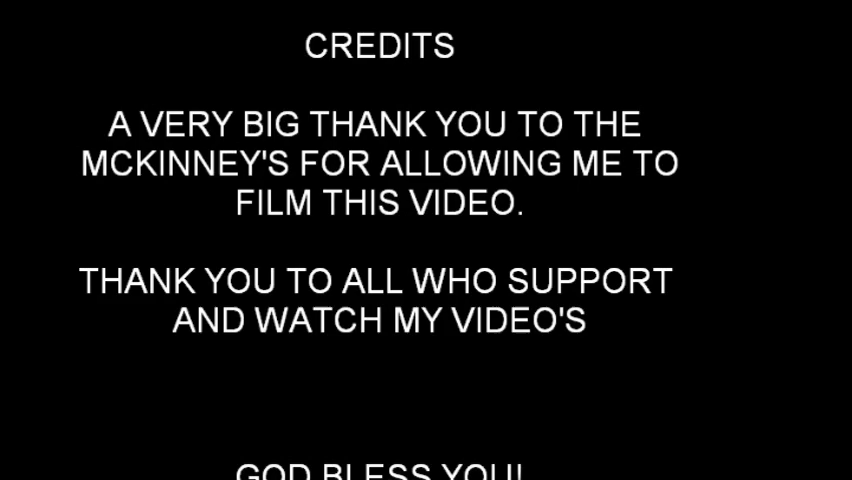 CREDITS
A VERY BIG THANK YOU TO THE
MCKINNEY'S FOR ALLOWING ME TO
FILM THIS VIDEO.
THANK YOU TO ALL WHO SUPPORT
AND WATCH MY VIDEO'S
GOD BLESS YOU!